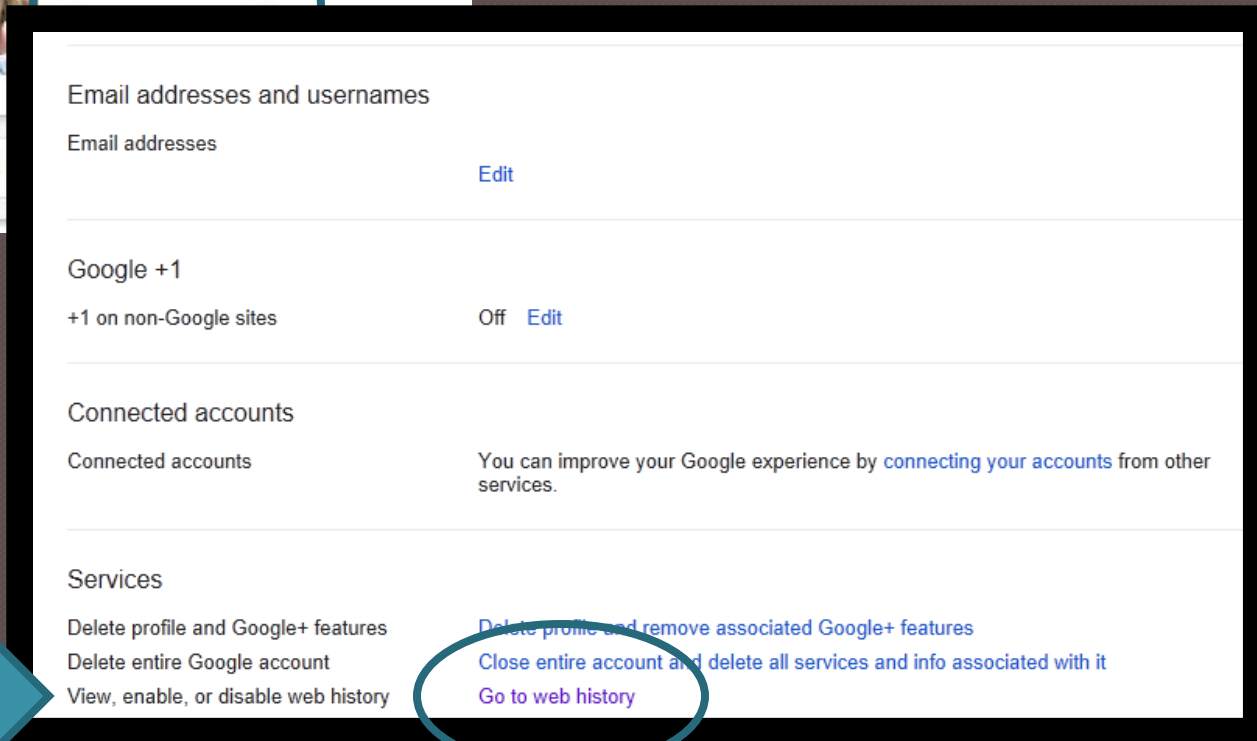 Email addresses and usernames
Email addresses
Edit
Google +1
+1 on non-Google sites Off Edit
Connected accounts
Connected accounts You can improve your Google experience by connecting your accounts from other
services.
Services
Delete profile and Google+ features Delete profile and remove associated Google+ features
Delete entire Google account Close entire account and delete all services and info associated with it
View, enable, or disable web history Go to web history